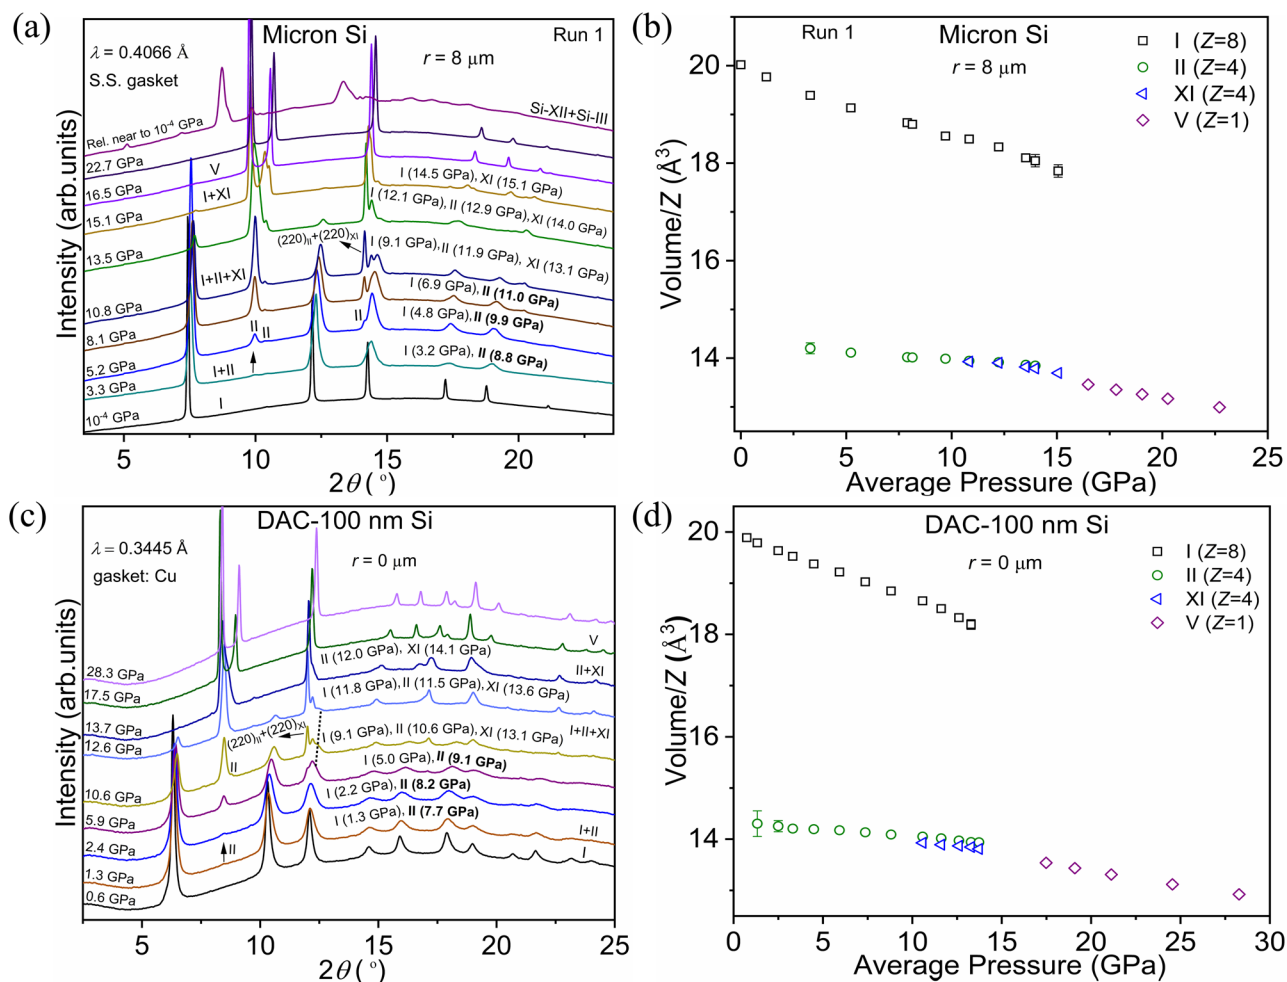 (a)
Micron Si
Run 1
λ = 0.4066 Å
S.S. gasket
r = 8 μm
Si-XII+Si-III
Rel. near to 10⁻⁴ GPa
22.7 GPa
V
16.5 GPa
I (14.5 GPa), XI (15.1 GPa)
I+XI
15.1 GPa
I (12.1 GPa), II (12.9 GPa), XI (14.0 GPa)
13.5 GPa
(220)II+(220)XI
I (9.1 GPa), II (11.9 GPa), XI (13.1 GPa)
I+II+XI
10.8 GPa
I (6.9 GPa), II (11.0 GPa)
8.1 GPa
II
II
II
I (4.8 GPa), II (9.9 GPa)
5.2 GPa
I+II
I (3.2 GPa), II (8.8 GPa)
3.3 GPa
I
10⁻⁴ GPa
Intensity (arb.units)
5 10 15 20
2θ (°)
(b)
Run 1
Micron Si
r = 8 μm
I (Z=8)
II (Z=4)
XI (Z=4)
V (Z=1)
Volume/Z (Å³)
20
18
16
14
0 5 10 15 20 25
Average Pressure (GPa)
(c)
DAC-100 nm Si
λ = 0.3445 Å
gasket: Cu
r = 0 μm
28.3 GPa
V
17.5 GPa
II (12.0 GPa), XI (14.1 GPa)
II+XI
13.7 GPa
I (11.8 GPa), II (11.5 GPa), XI (13.6 GPa)
12.6 GPa
I+II+XI
(220)II+(220)XI
I (9.1 GPa), II (10.6 GPa), XI (13.1 GPa)
II
10.6 GPa
I (5.0 GPa), II (9.1 GPa)
5.9 GPa
I (2.2 GPa), II (8.2 GPa)
2.4 GPa
I (1.3 GPa), II (7.7 GPa)
I+II
II
1.3 GPa
I
0.6 GPa
Intensity (arb.units)
5 10 15 20 25
2θ (°)
(d)
DAC-100 nm Si
r = 0 μm
I (Z=8)
II (Z=4)
XI (Z=4)
V (Z=1)
Volume/Z (Å³)
20
18
16
14
0 5 10 15 20 25 30
Average Pressure (GPa)